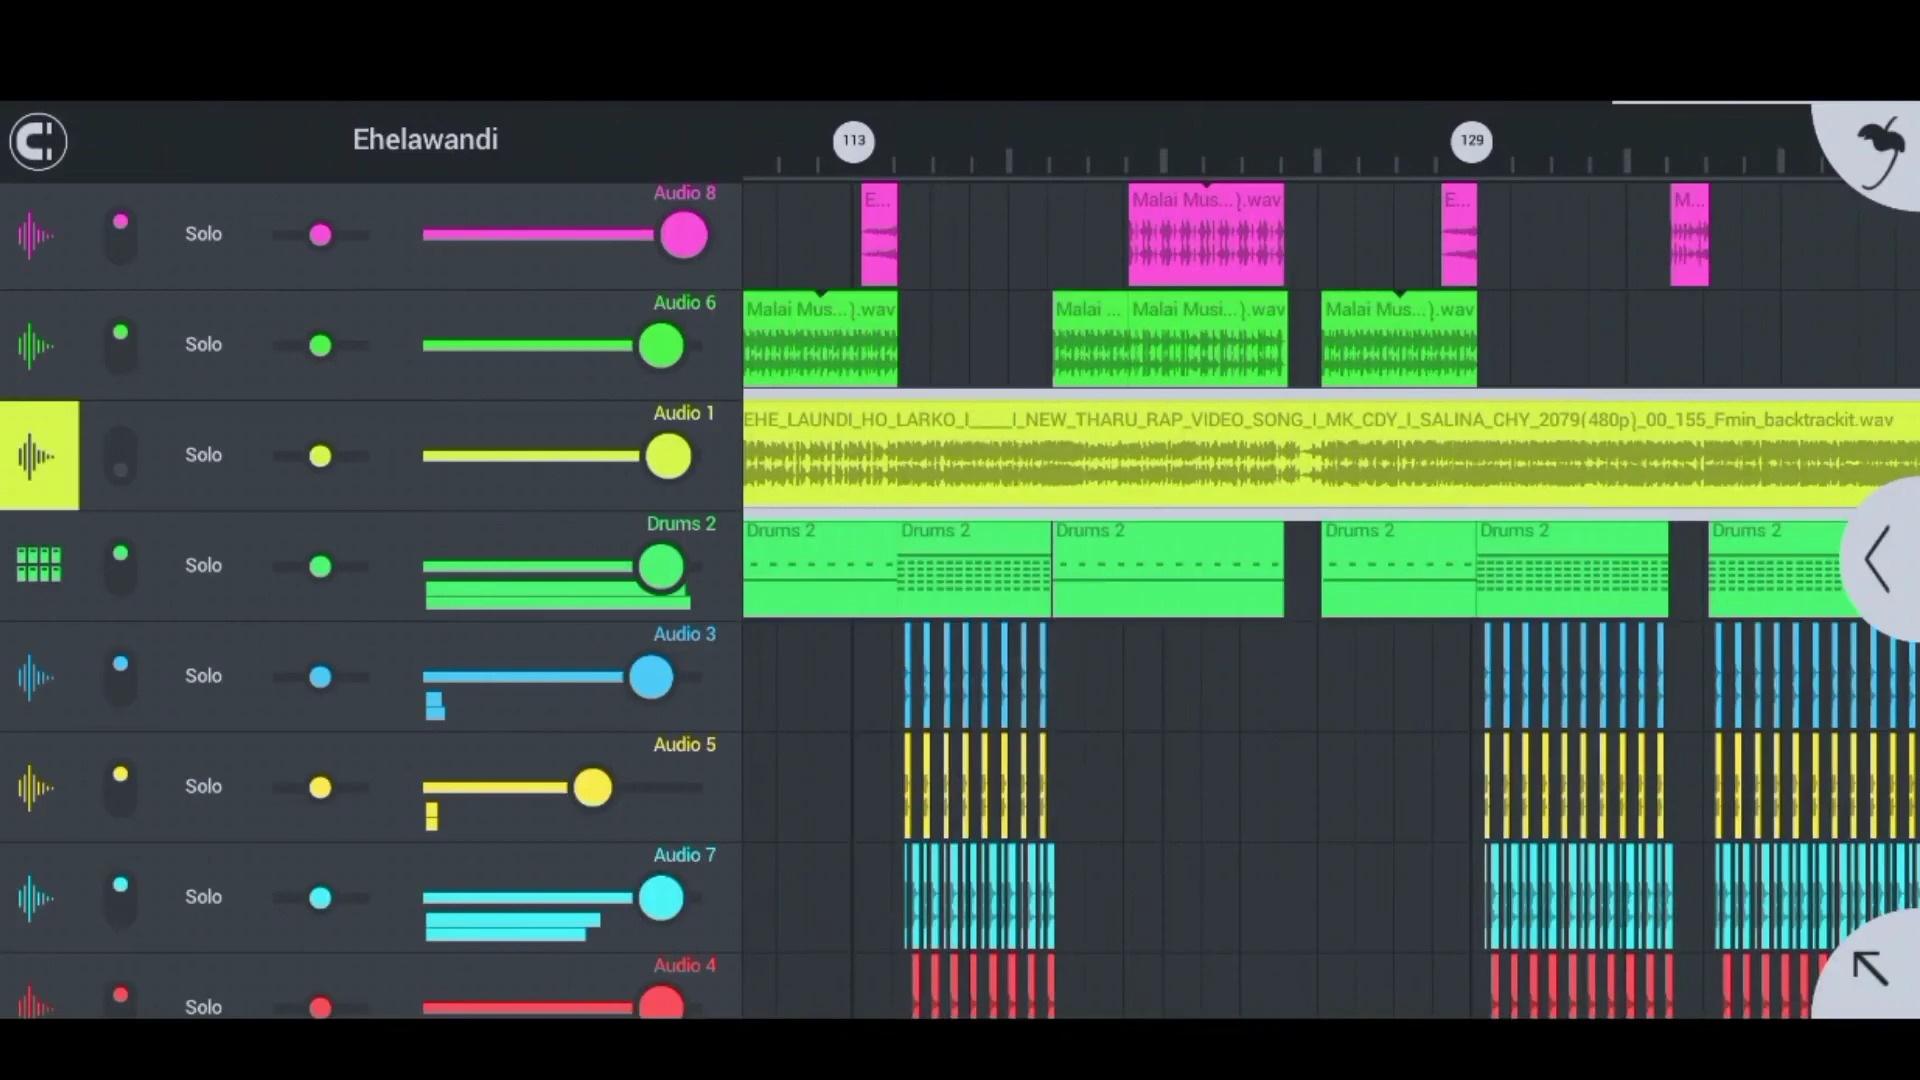 Ehelawandi
113
129
Audio 8
Solo
E...
Malai Mus...}.wav
E...
M...
Audio 6
Solo
Malai Mus...}.wav
Malai ...
Malai Musi...}.wav
Malai Mus...}.wav
Audio 1
Solo
EHE_LAUNDI_HO_LARKO_I____I_NEW_THARU_RAP_VIDEO_SONG_I_MK_CDY_I_SALINA_CHY_2079(480p)_00_155_Fmin_backtrackit.wav
Drums 2
Solo
Drums 2
Drums 2
Drums 2
Drums 2
Drums 2
Drums 2
Audio 3
Solo
Audio 5
Solo
Audio 7
Solo
Audio 4
Solo